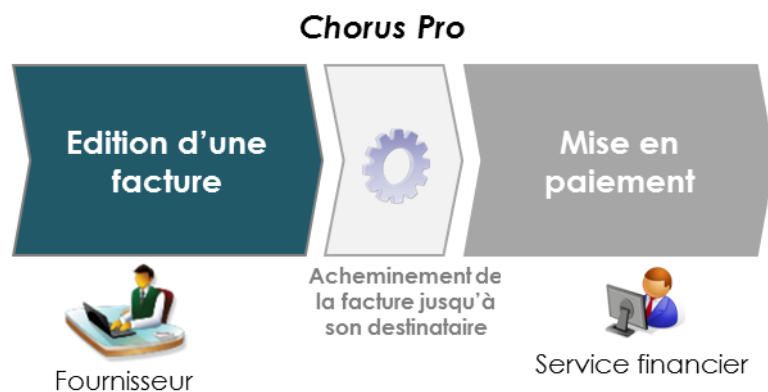 Chorus Pro
Edition d'une
facture
Mise en
paiement
Acheminement de
la facture jusqu'à
son destinataire
Fournisseur
Service financier